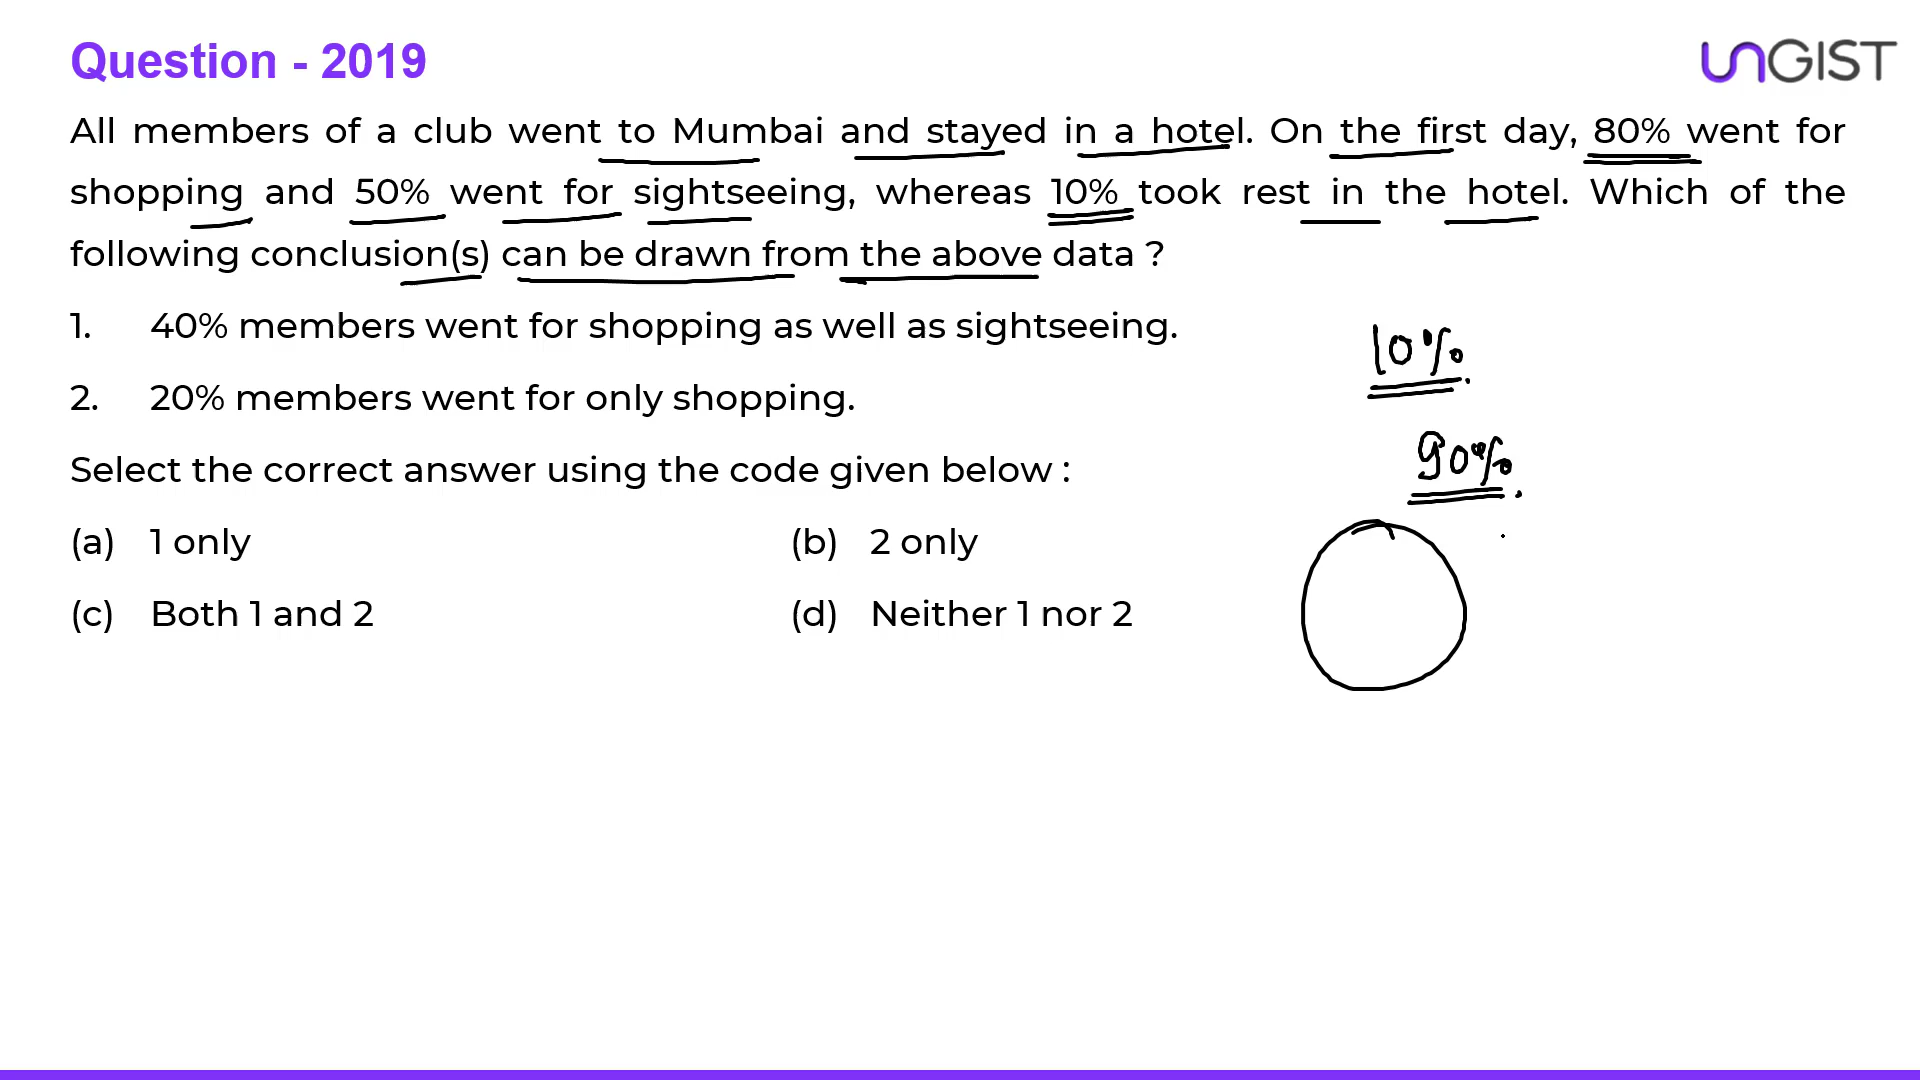 Question - 2019
UNGIST
All members of a club went to Mumbai and stayed in a hotel. On the first day, 80% went for
shopping and 50% went for sightseeing, whereas 10% took rest in the hotel. Which of the
following conclusion(s) can be drawn from the above data ?
1. 40% members went for shopping as well as sightseeing.
10%
2. 20% members went for only shopping.
90%
Select the correct answer using the code given below :
(a) 1 only (b) 2 only
(c) Both 1 and 2 (d) Neither 1 nor 2